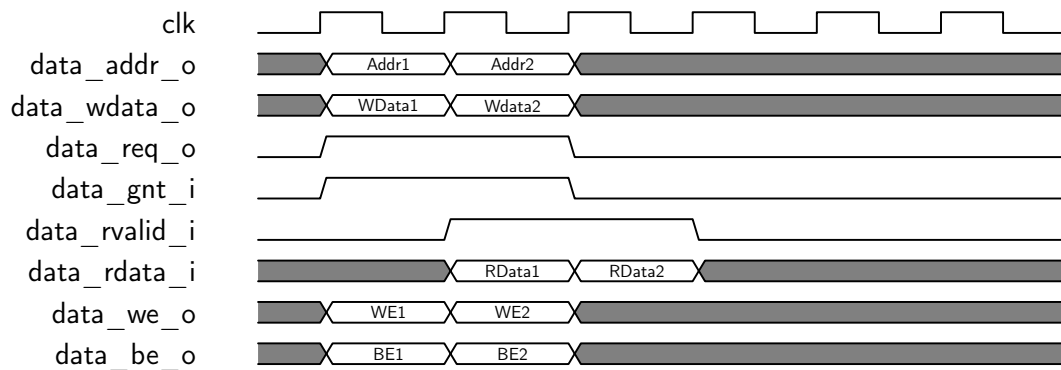 clk
data_addr_o Addr1 Addr2
data_wdata_o WData1 Wdata2
data_req_o
data_gnt_i
data_rvalid_i
data_rdata_i RData1 RData2
data_we_o WE1 WE2
data_be_o BE1 BE2